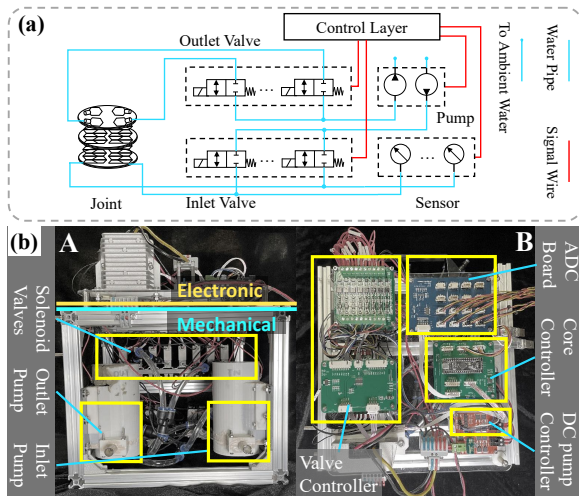 (a)
Control Layer
Outlet Valve
Pump
Joint
Inlet Valve
Sensor
To Ambient Water
Water Pipe
Signal Wire
(b)
A
Electronic
Mechanical
Solenoid
Valves
Outlet
Pump
Inlet
Pump
B
ADC
Board
Core
Controller
DC pump
Controller
Valve
Controller